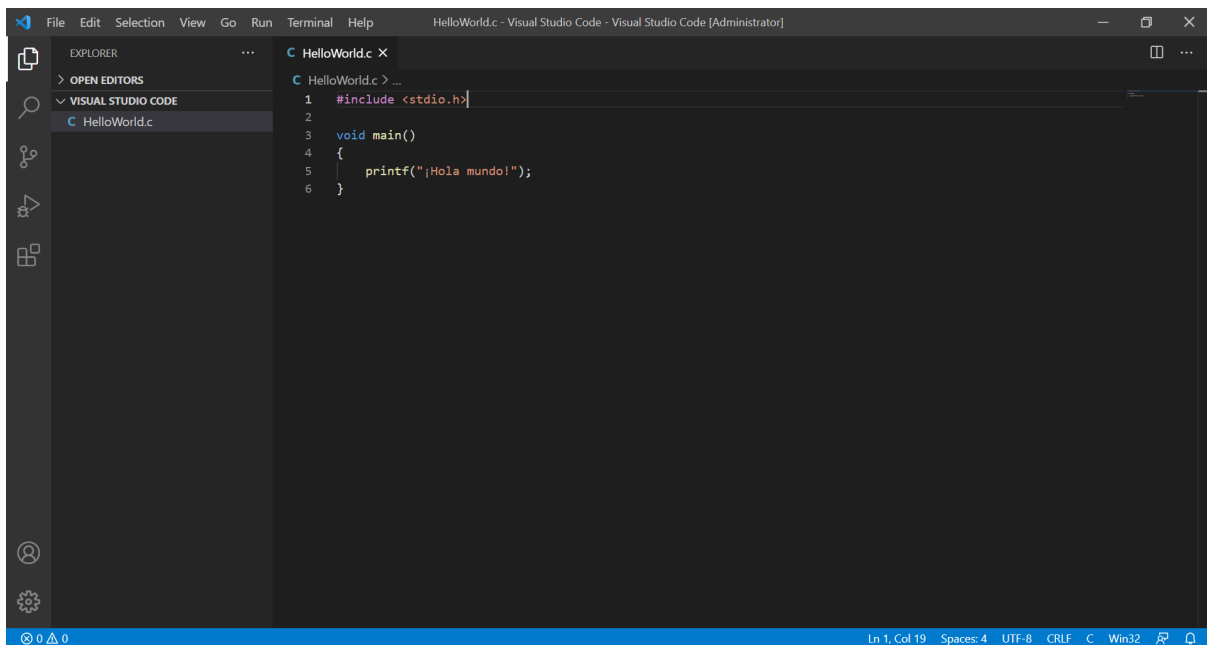 File Edit Selection View Go Run Terminal Help HelloWorld.c - Visual Studio Code - Visual Studio Code [Administrator]
EXPLORER
OPEN EDITORS
VISUAL STUDIO CODE
C HelloWorld.c
C HelloWorld.c
C HelloWorld.c > ...
1 #include <stdio.h>
2
3 void main()
4 {
5 printf("¡Hola mundo!");
6 }
0 0
Ln 1, Col 19 Spaces: 4 UTF-8 CRLF C Win32